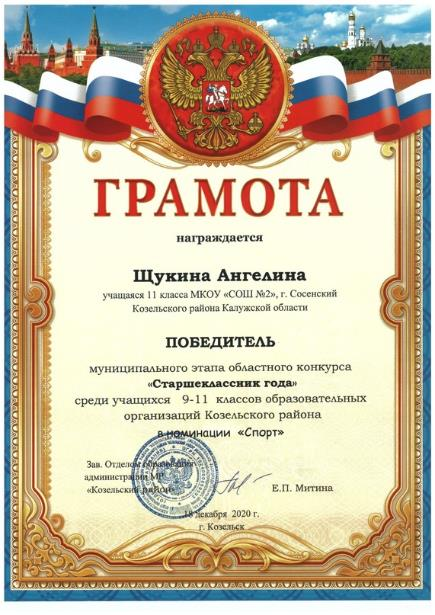 ГРАМОТА
награждается
Щукина Ангелина
учащаяся 11 класса МКОУ «СОШ №2», г. Сосенский
Козельского района Калужской области
ПОБЕДИТЕЛЬ
муниципального этапа областного конкурса
«Старшеклассник года»
среди учащихся 9-11 классов образовательных
организаций Козельского района
в номинации «Спорт»
Зав. Отделом образования
администрации МР
«Козельский район»
Е.П. Митина
18 декабря 2020 г.
г. Козельск